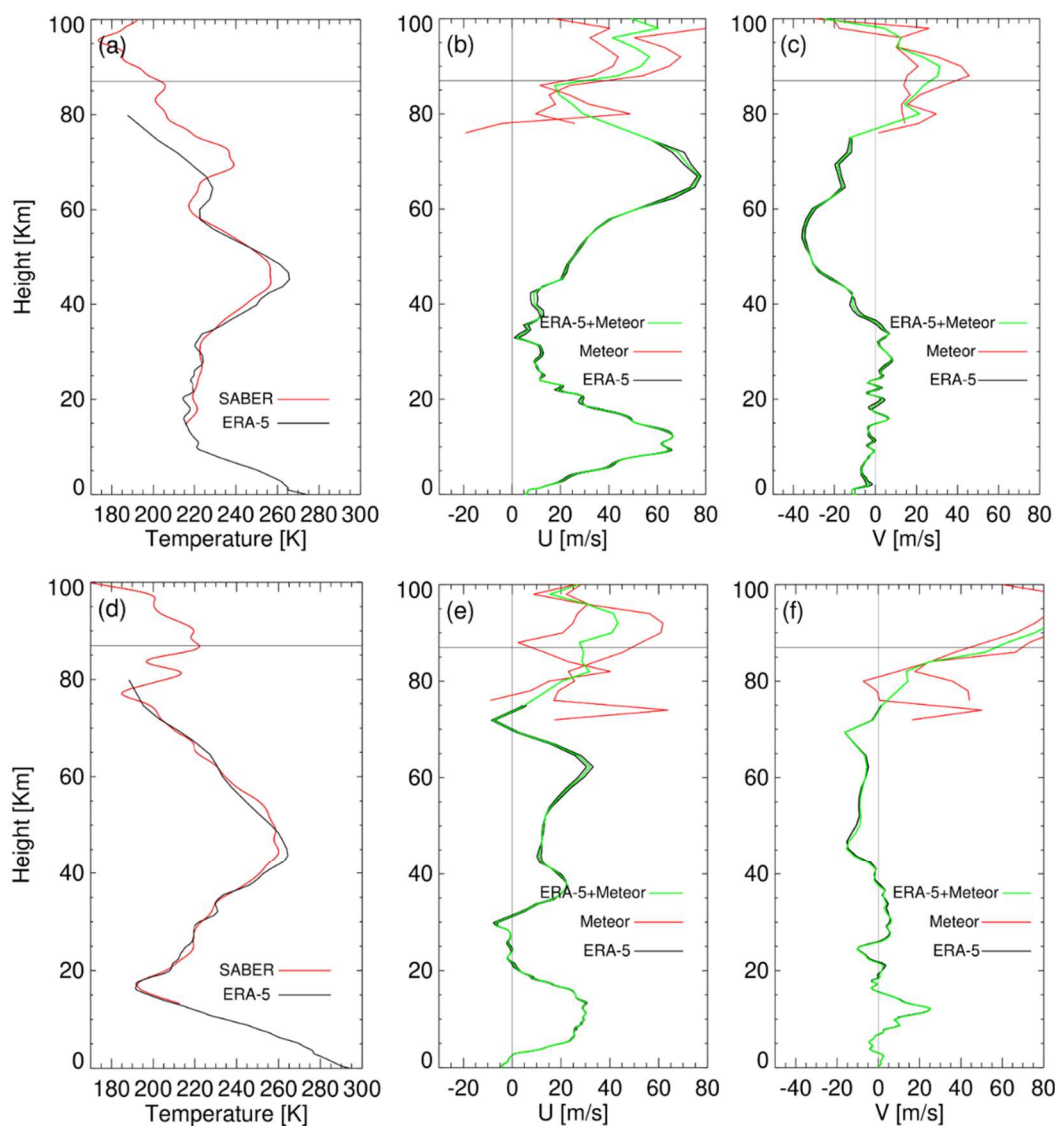 (a)
100
80
60
40
20
0
Height [Km]
SABER
ERA-5
180 200 220 240 260 280 300
Temperature [K]
(b)
100
80
60
40
20
0
ERA-5+Meteor
Meteor
ERA-5
-20 0 20 40 60 80
U [m/s]
(c)
100
80
60
40
20
0
ERA-5+Meteor
Meteor
ERA-5
-40 -20 0 20 40 60 80
V [m/s]
(d)
100
80
60
40
20
0
Height [Km]
SABER
ERA-5
180 200 220 240 260 280 300
Temperature [K]
(e)
100
80
60
40
20
0
ERA-5+Meteor
Meteor
ERA-5
-20 0 20 40 60 80
U [m/s]
(f)
100
80
60
40
20
0
ERA-5+Meteor
Meteor
ERA-5
-40 -20 0 20 40 60 80
V [m/s]